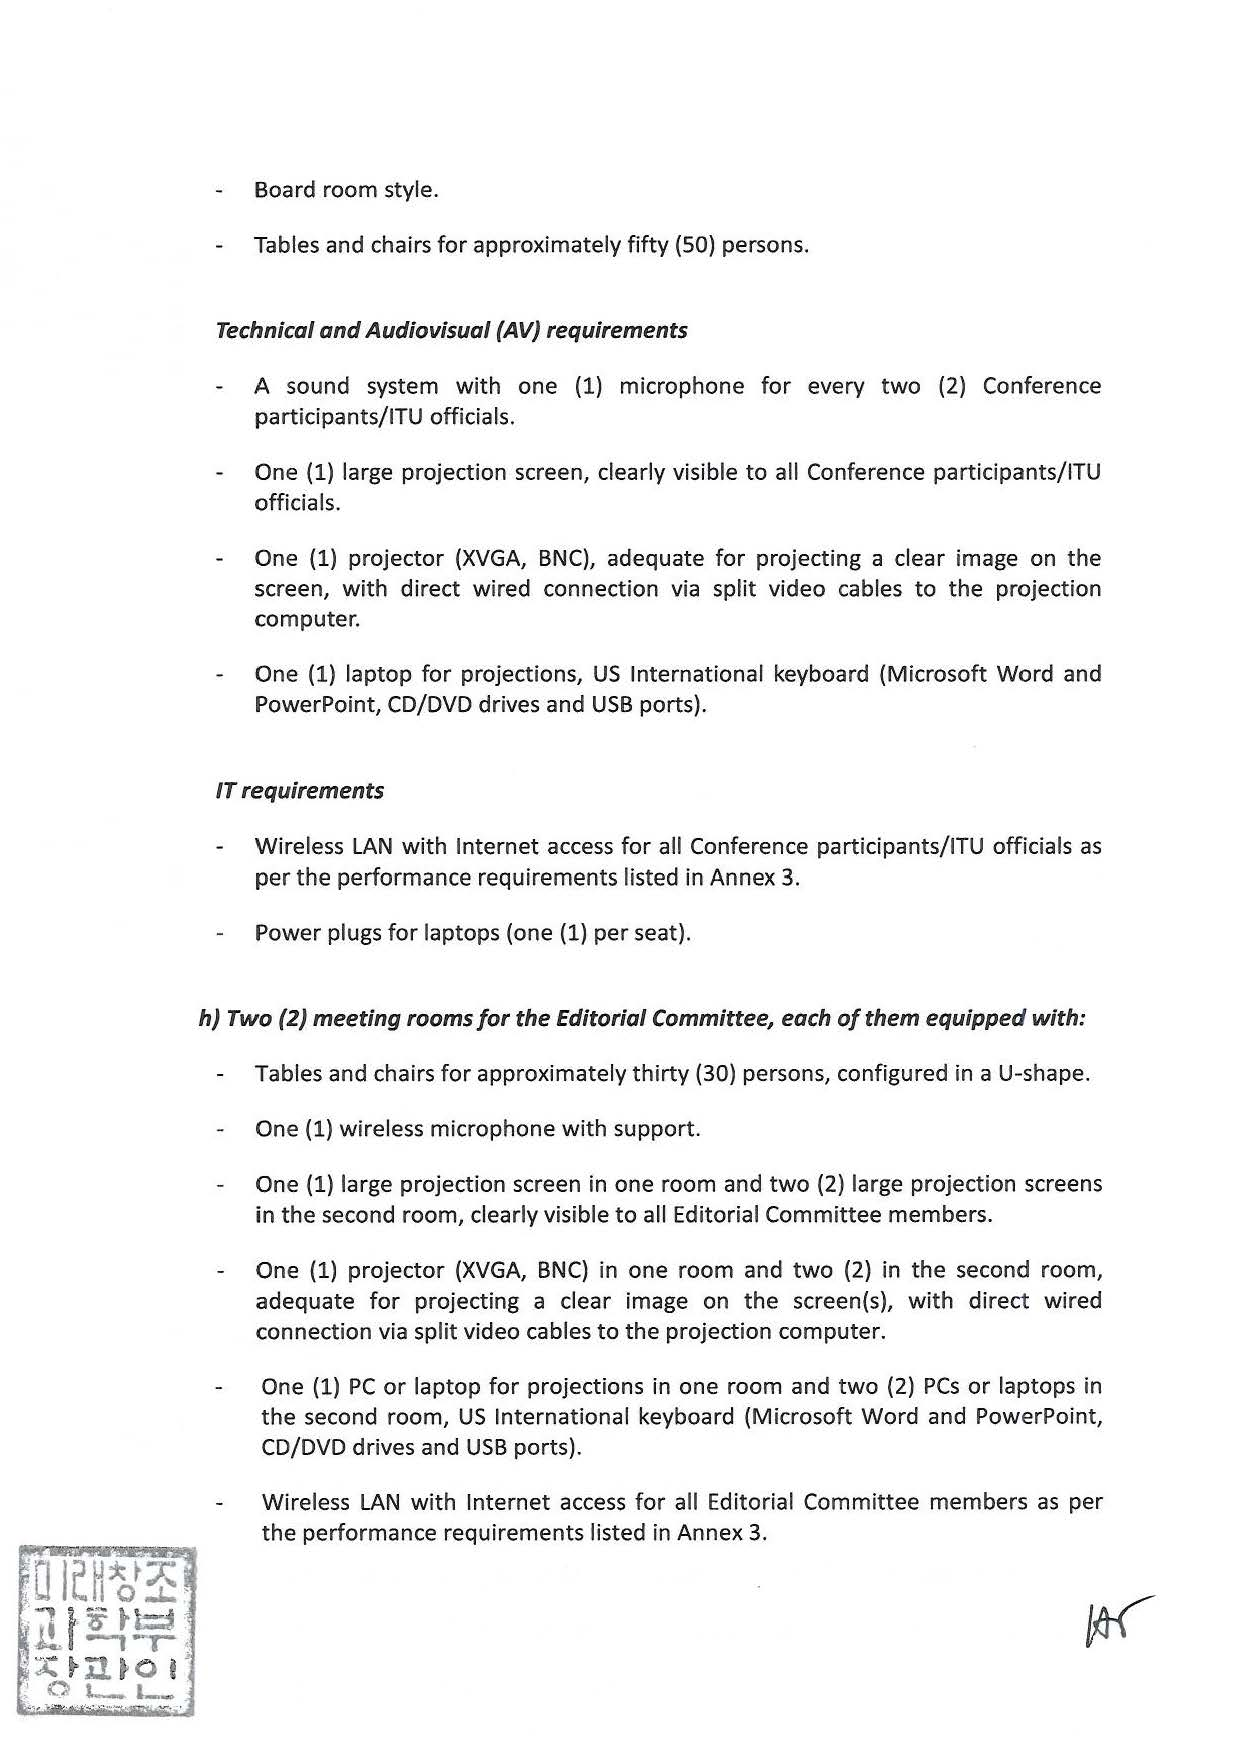 - Board room style.
- Tables and chairs for approximately fifty (50) persons.
Technical and Audiovisual (AV) requirements
- A sound system with one (1) microphone for every two (2) Conference
participants/ITU officials.
- One (1) large projection screen, clearly visible to all Conference participants/ITU
officials.
- One (1) projector (XVGA, BNC), adequate for projecting a clear image on the
screen, with direct wired connection via split video cables to the projection
computer.
- One (1) laptop for projections, US International keyboard (Microsoft Word and
PowerPoint, CD/DVD drives and USB ports).
IT requirements
- Wireless LAN with Internet access for all Conference participants/ITU officials as
per the performance requirements listed in Annex 3.
- Power plugs for laptops (one (1) per seat).
h) Two (2) meeting rooms for the Editorial Committee, each of them equipped with:
- Tables and chairs for approximately thirty (30) persons, configured in a U-shape.
- One (1) wireless microphone with support.
- One (1) large projection screen in one room and two (2) large projection screens
in the second room, clearly visible to all Editorial Committee members.
- One (1) projector (XVGA, BNC) in one room and two (2) in the second room,
adequate for projecting a clear image on the screen(s), with direct wired
connection via split video cables to the projection computer.
- One (1) PC or laptop for projections in one room and two (2) PCs or laptops in
the second room, US International keyboard (Microsoft Word and PowerPoint,
CD/DVD drives and USB ports).
- Wireless LAN with Internet access for all Editorial Committee members as per
the performance requirements listed in Annex 3.
미래창조
과학부
장관인